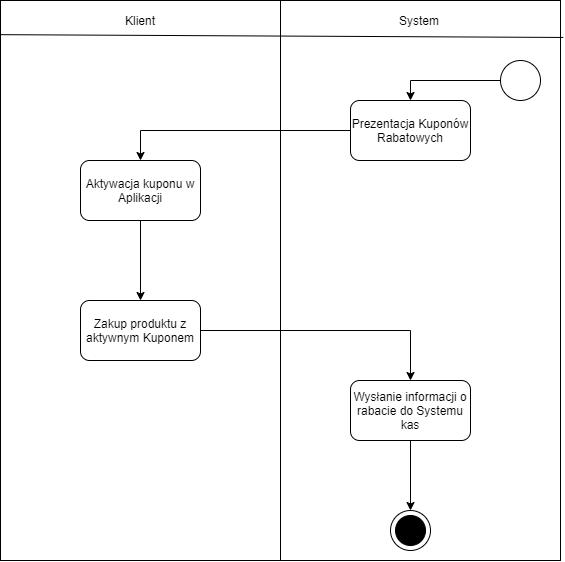 Klient
System
Prezentacja Kuponów
Rabatowych
Aktywacja kuponu w
Aplikacji
Zakup produktu z
aktywnym Kuponem
Wysłanie informacji o
rabacie do Systemu
kas